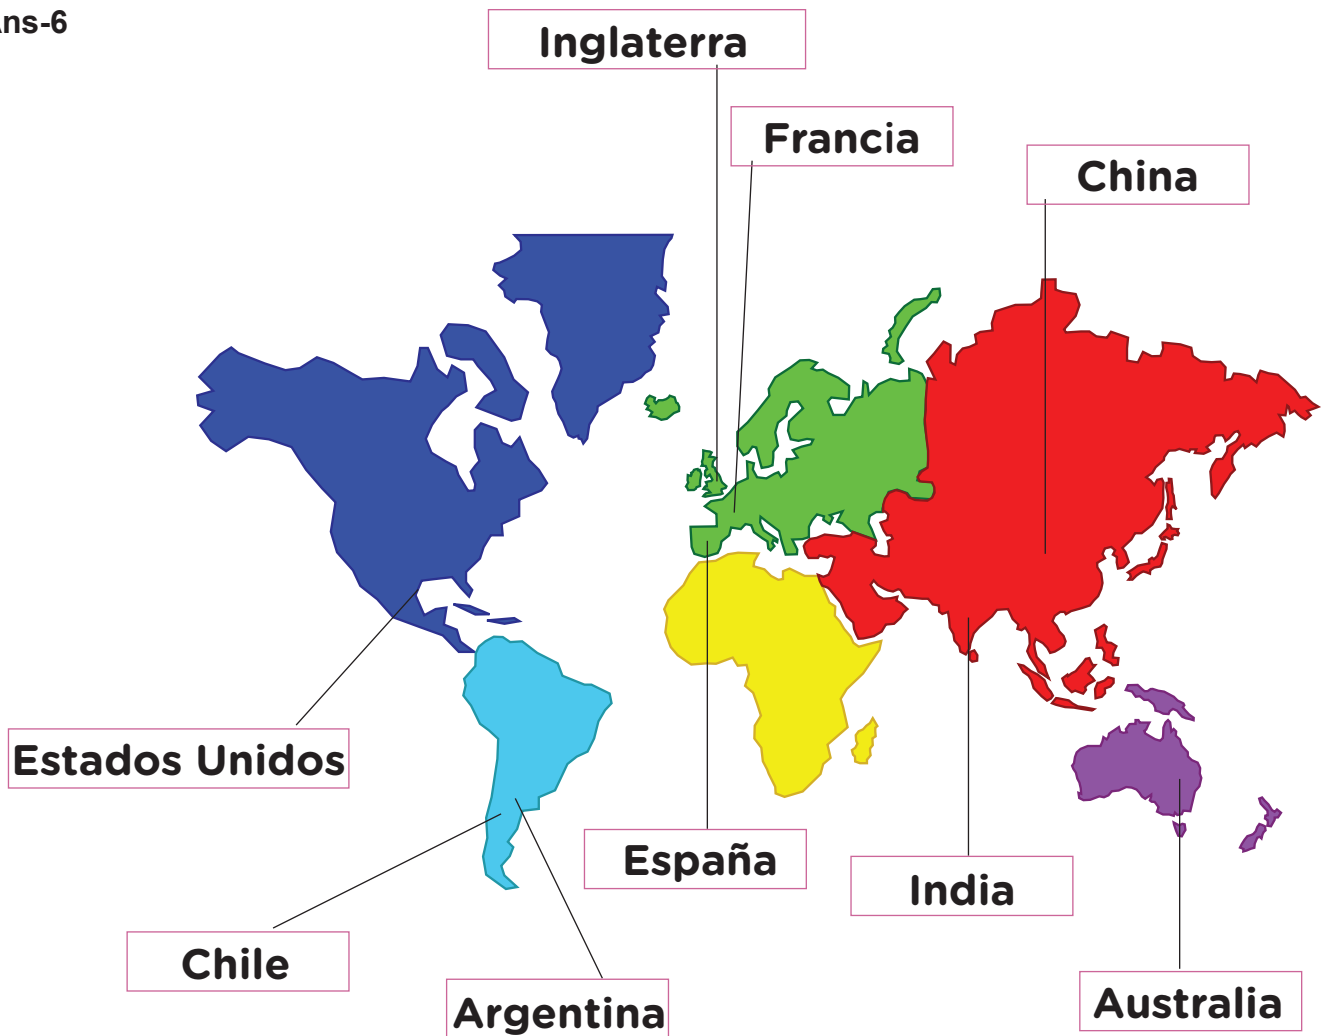 ns-6
Inglaterra
Francia
China
Estados Unidos
España
India
Chile
Argentina
Australia